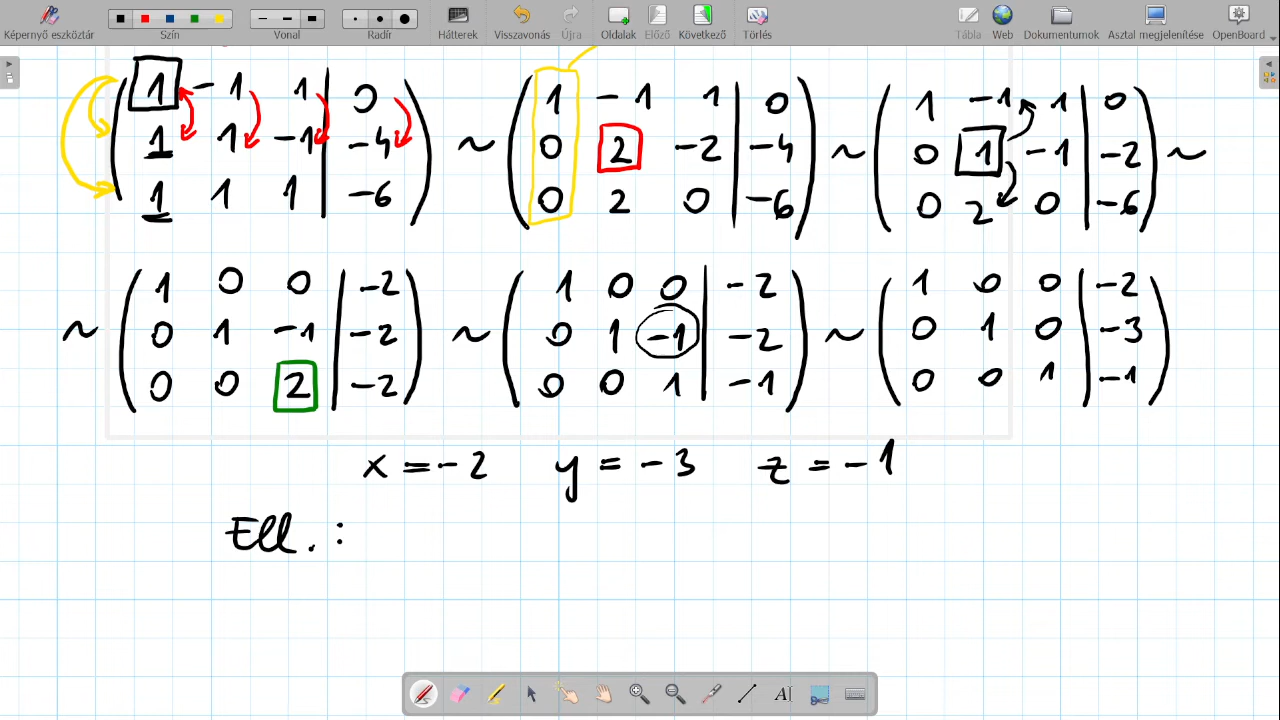 Képernyő eszköztár Szín Vonal Radír Hátterek Visszavonás Újra Oldalak Előző Következő Törlés Tábla Web Dokumentumok Asztal megjelenítése OpenBoard
1 -1 1 | 0 1 -1 1 | 0 1 -1 1 | 0
1 1 -1 | -4 ~ 0 2 -2 | -4 ~ 0 1 -1 | -2 ~
1 1 1 | -6 0 2 0 | -6 0 2 0 | -6
1 0 0 | -2 1 0 0 | -2 1 0 0 | -2
~ 0 1 -1 | -2 ~ 0 1 -1 | -2 ~ 0 1 0 | -3
0 0 2 | -2 0 0 1 | -1 0 0 1 | -1
x = -2 y = -3 z = -1
Ell. :